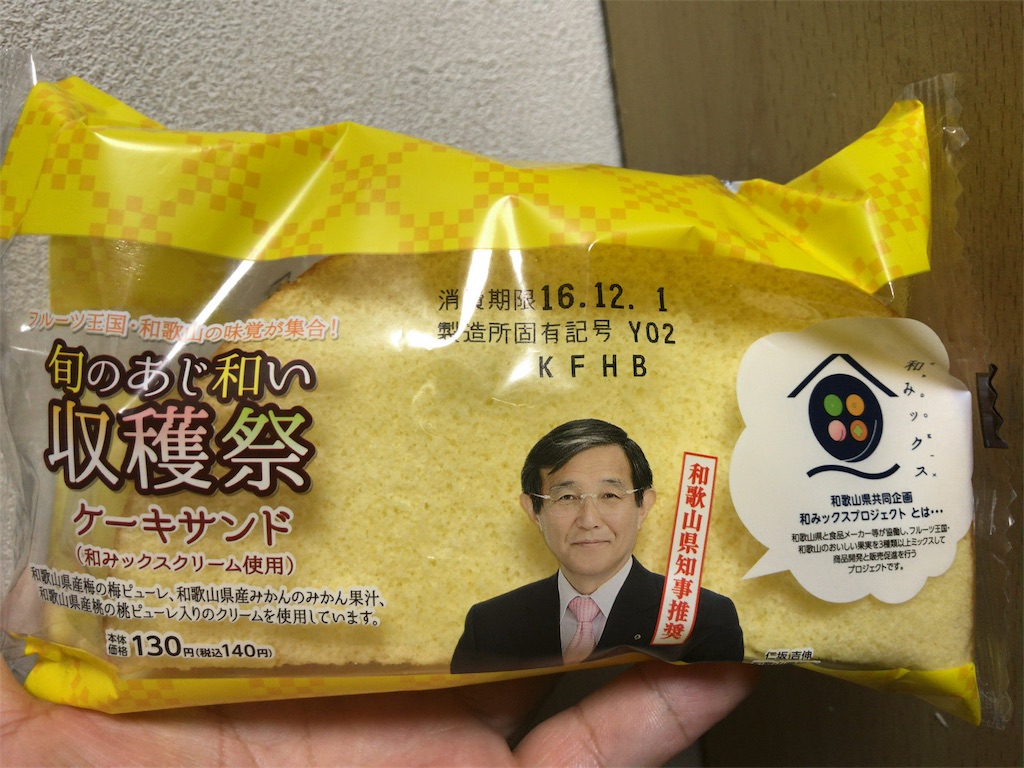 消費期限16.12. 1
製造所固有記号 Y02
KFHB
フルーツ王国・和歌山の味覚が集合！
旬のあじ和い
収穫祭
ケーキサンド
（和みックスクリーム使用）
和歌山県産梅の梅ピューレ、和歌山県産みかんのみかん果汁、
和歌山県産桃の桃ピューレ入りのクリームを使用しています。
本体価格 130円(税込140円)
和歌山県知事推奨
仁坂吉伸
和みックス
和歌山県共同企画
和みックスプロジェクト とは…
和歌山県と食品メーカー等が協働し、フルーツ王国・
和歌山のおいしい果実を3種類以上ミックスして
商品開発と販売促進を行う
プロジェクトです。